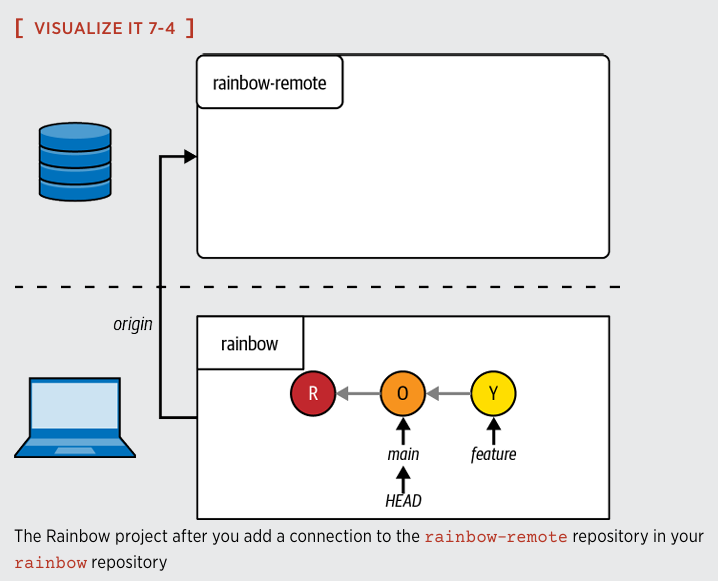 [ VISUALIZE IT 7-4 ]
rainbow-remote
origin
rainbow
R O Y
main feature
HEAD
The Rainbow project after you add a connection to the rainbow-remote repository in your
rainbow repository